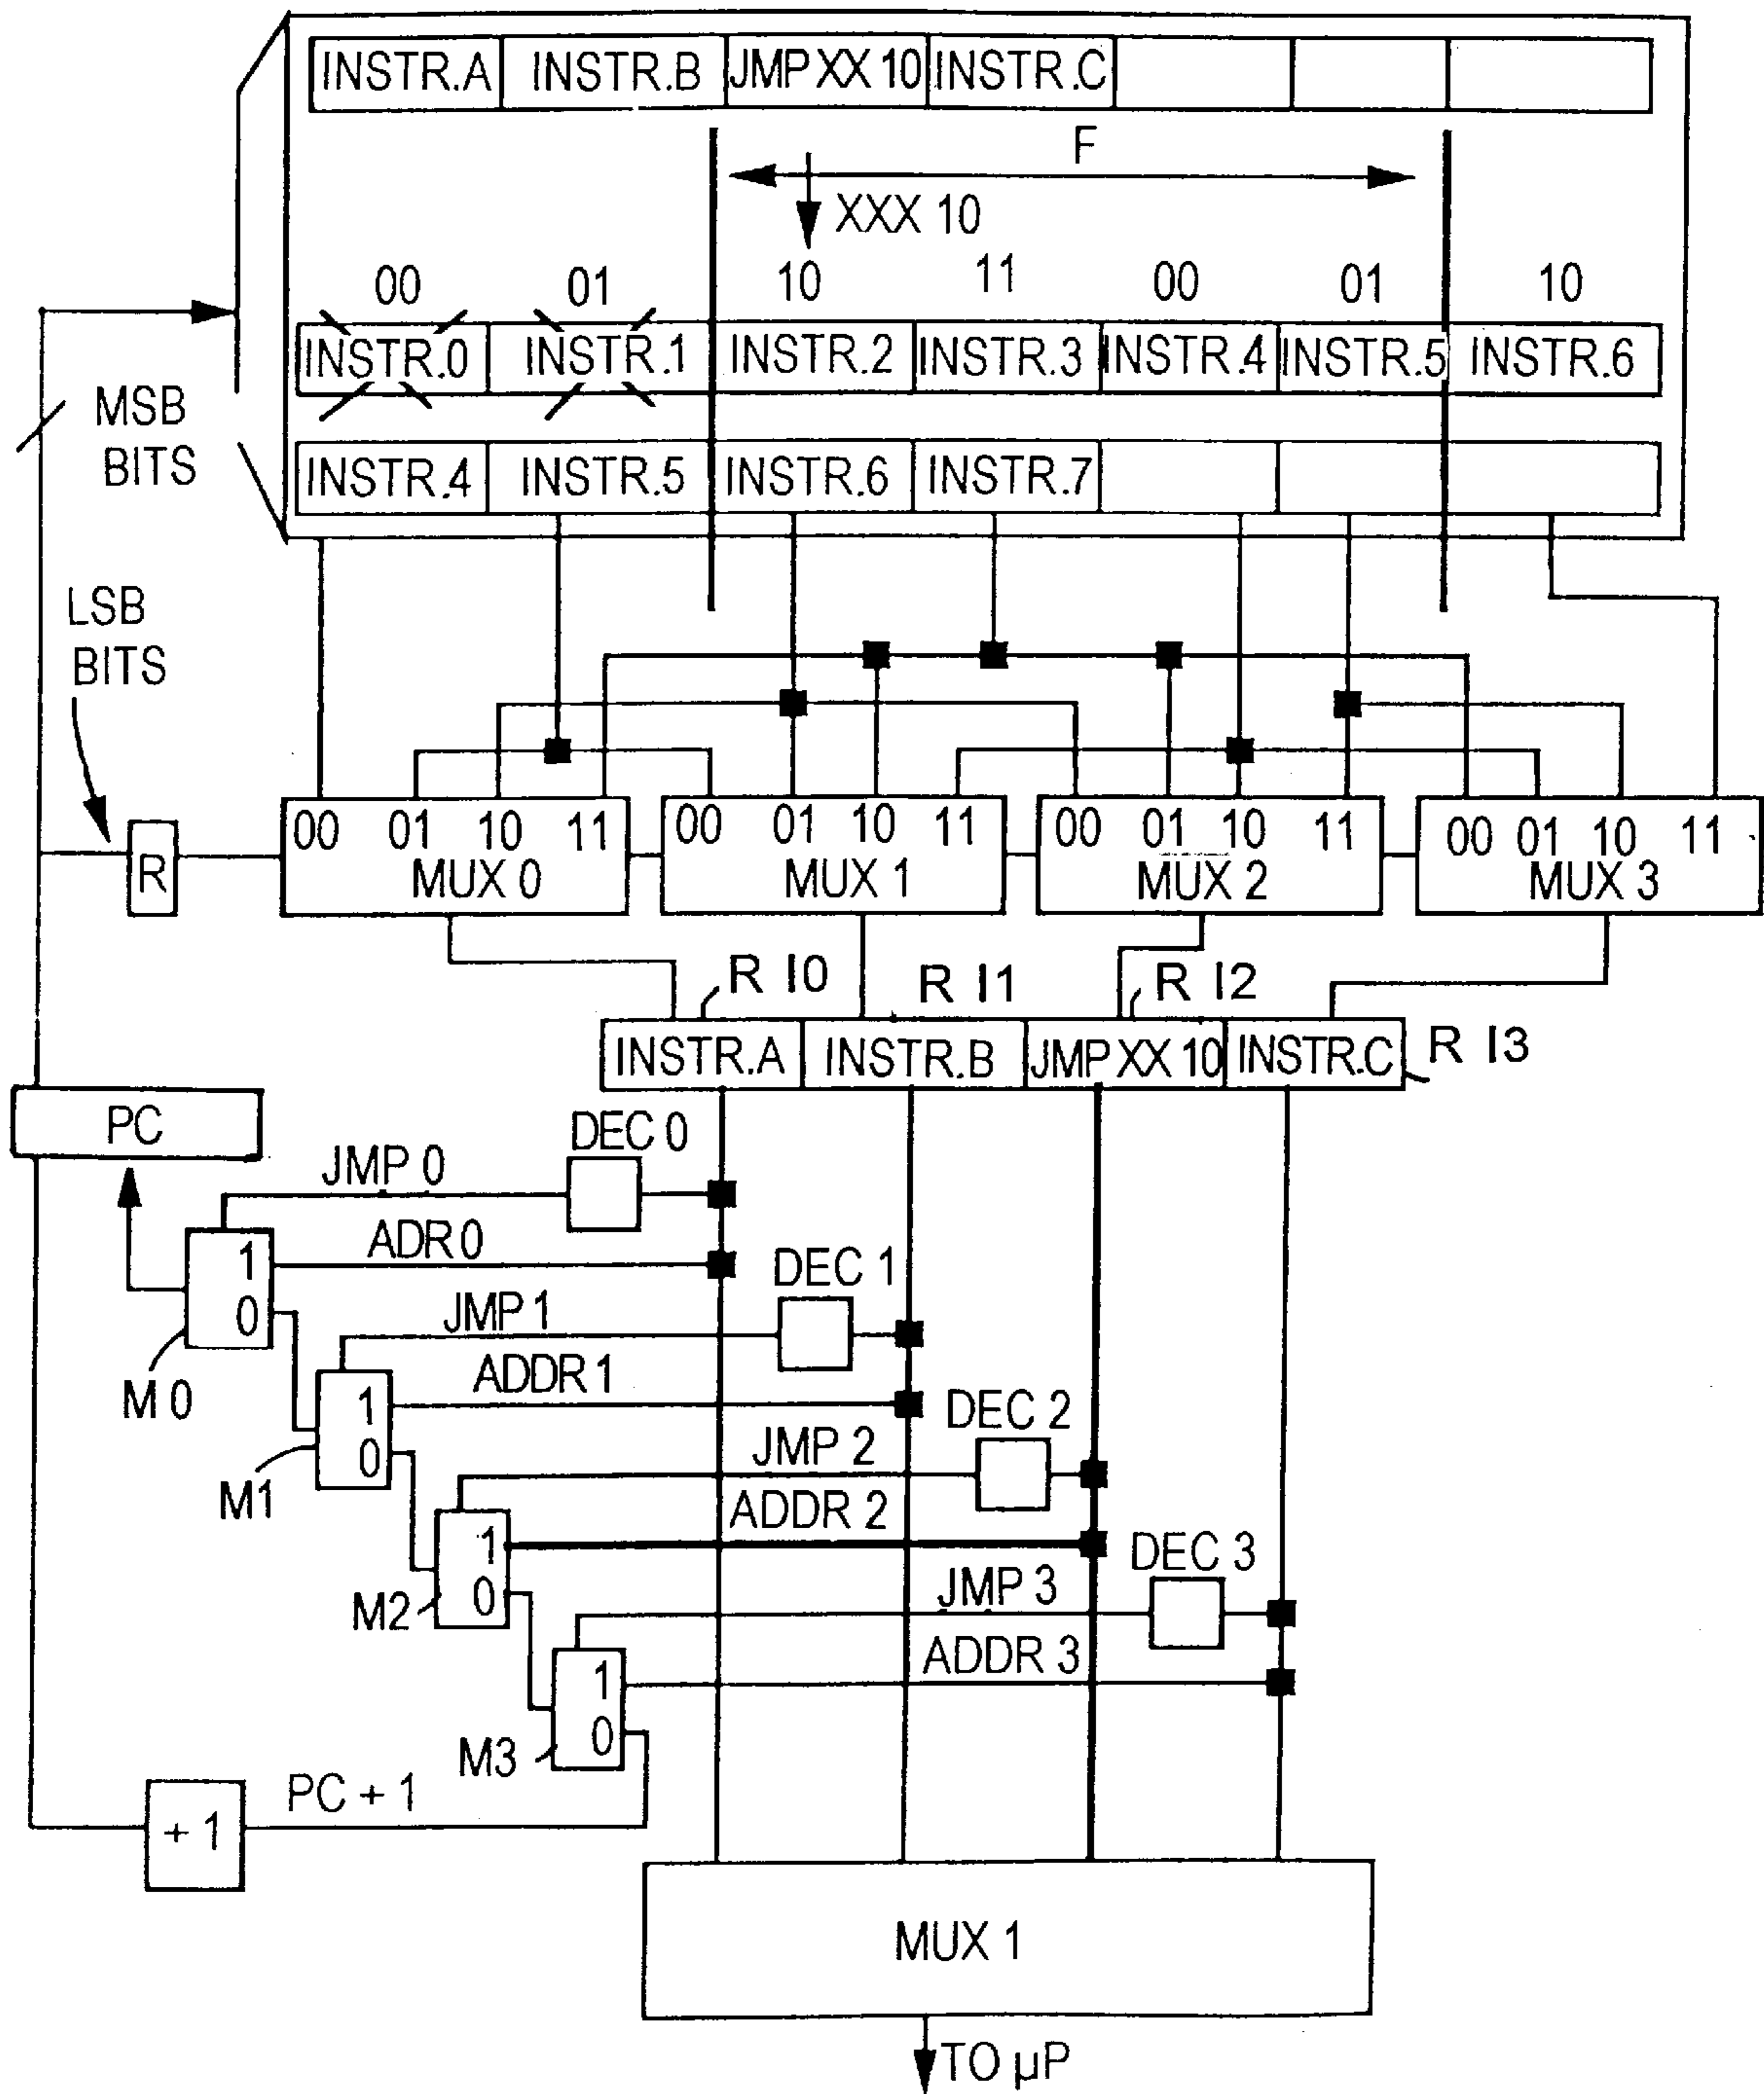 INSTR.A INSTR.B JMP XX 10 INSTR.C
F
XXX 10
00 01 10 11 00 01 10
INSTR.0 INSTR.1 INSTR.2 INSTR.3 INSTR.4 INSTR.5 INSTR.6
MSB
BITS
INSTR.4 INSTR.5 INSTR.6 INSTR.7
LSB
BITS
00 01 10 11 00 01 10 11 00 01 10 11 00 01 10 11
R MUX 0 MUX 1 MUX 2 MUX 3
R I0 R I1 R I2
INSTR.A INSTR.B JMP XX 10 INSTR.C R I3
PC
DEC 0
JMP 0
ADR 0
1
0
M 0
DEC 1
JMP 1
ADDR 1
1
0
M1
DEC 2
JMP 2
ADDR 2
1
0
M2
DEC 3
JMP 3
ADDR 3
1
0
M3
PC + 1
+ 1
MUX 1
TO µP